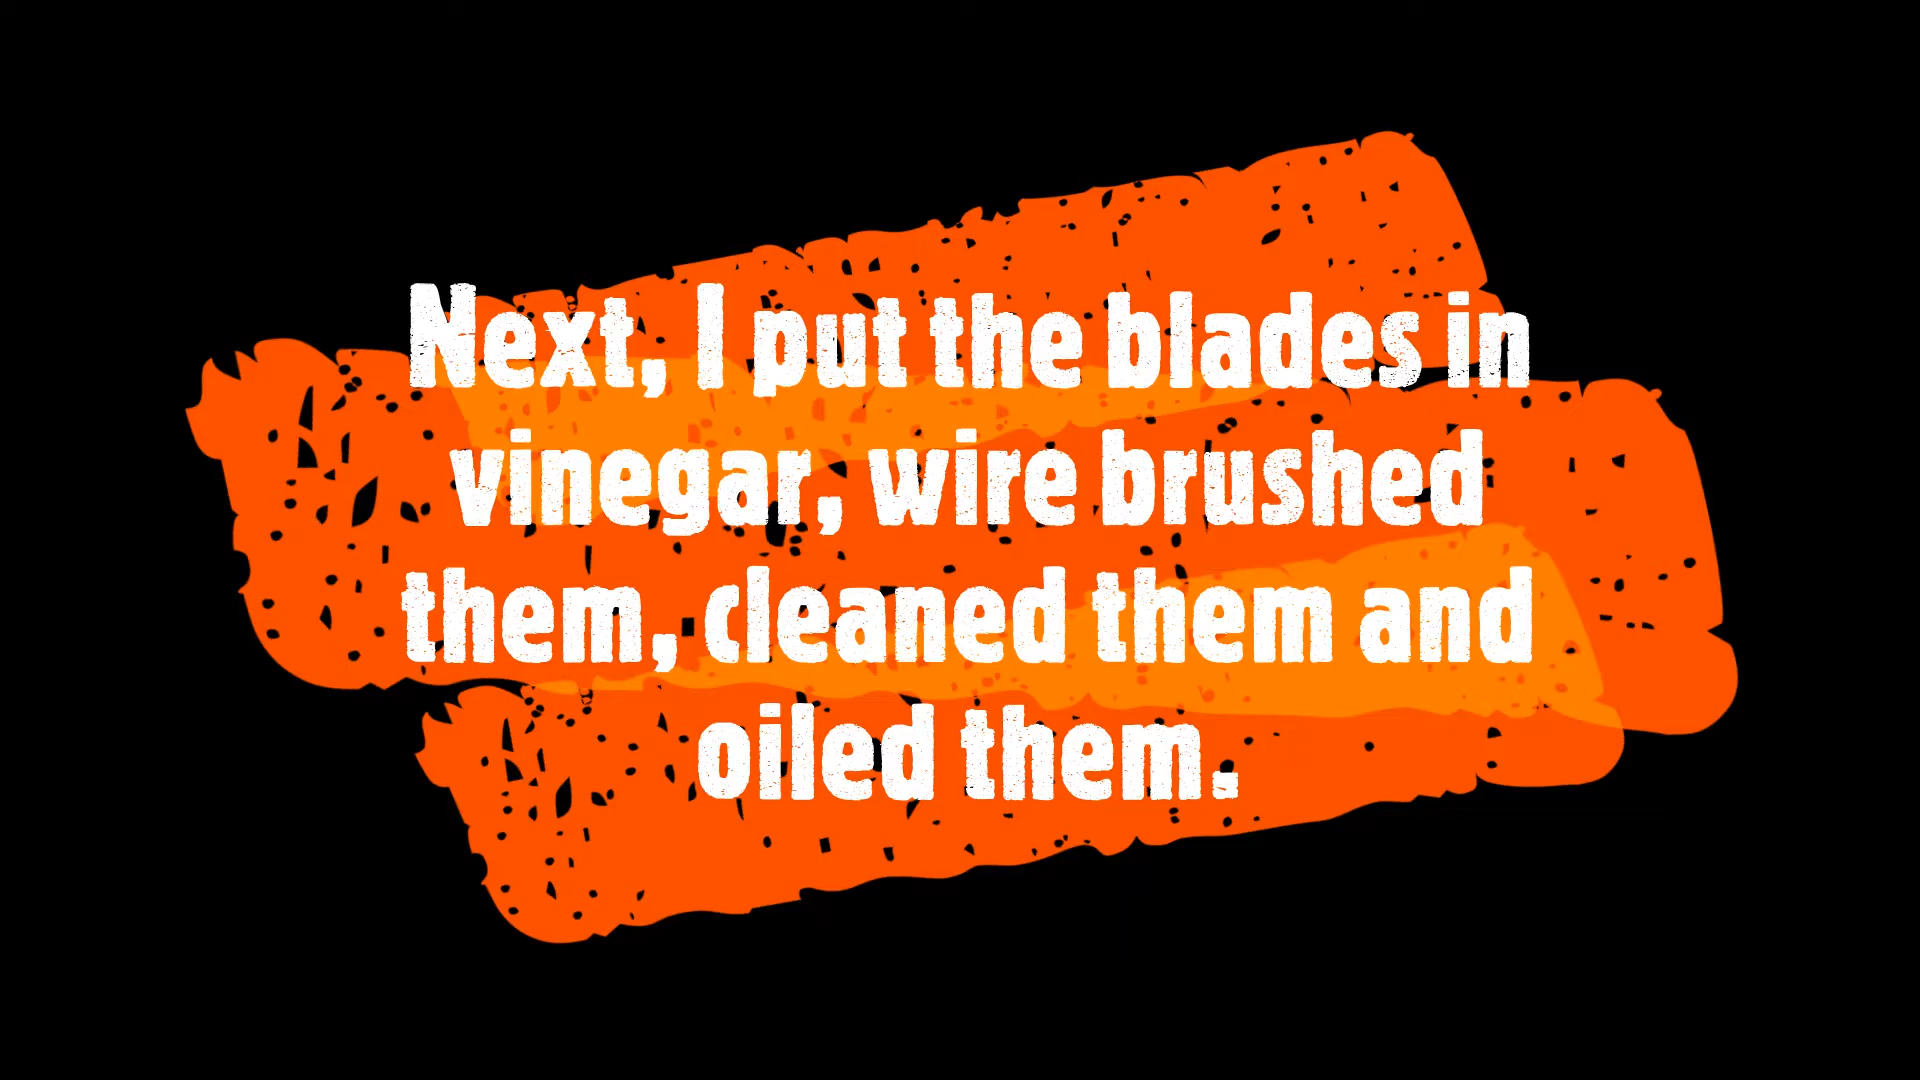 Next, I put the blades in
vinegar, wire brushed
them, cleaned them and
oiled them.